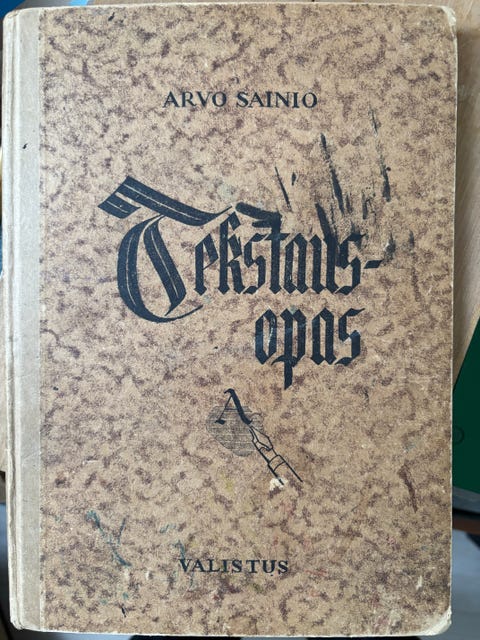 ARVO SAINIO
Tekstaus-
opas
A
VALISTUS